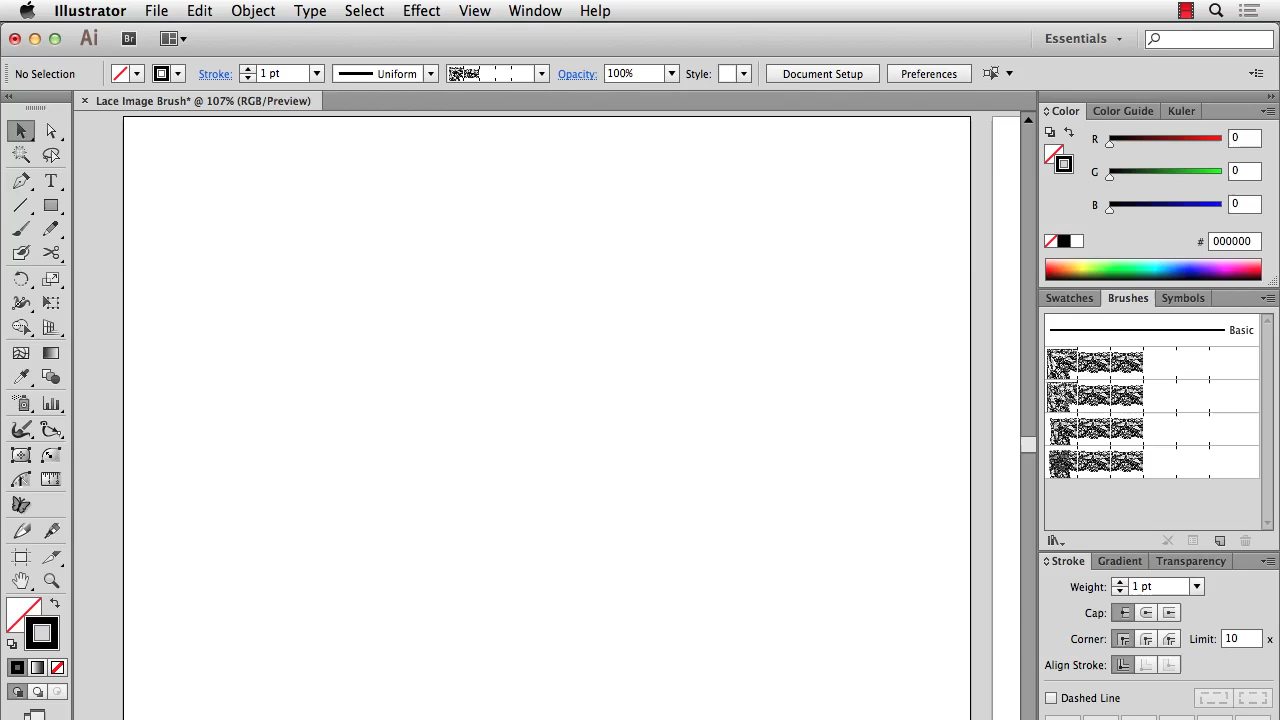 Illustrator File Edit Object Type Select Effect View Window Help
Ai Br Essentials
No Selection Stroke: 1 pt Uniform Opacity: 100% Style: Document Setup Preferences
× Lace Image Brush* @ 107% (RGB/Preview)
Color Color Guide Kuler
R 0
G 0
B 0
# 000000
Swatches Brushes Symbols
Basic
Stroke Gradient Transparency
Weight: 1 pt
Cap:
Corner: Limit: 10 x
Align Stroke:
Dashed Line